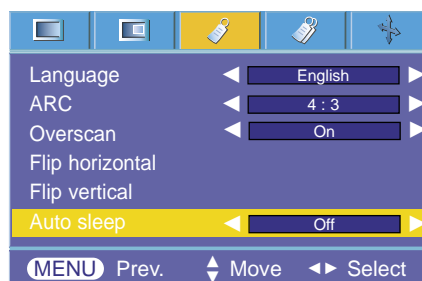 Language English
ARC 4 : 3
Overscan On
Flip horizontal
Flip vertical
Auto sleep Off
MENU Prev. Move Select